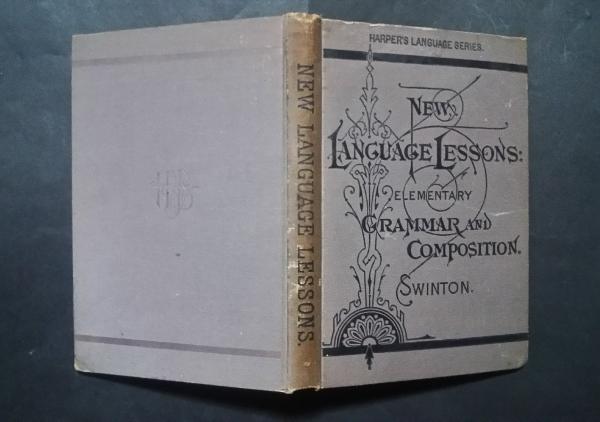 HARPER'S LANGUAGE SERIES.
NEW
LANGUAGE LESSONS:
ELEMENTARY
GRAMMAR AND
COMPOSITION.
SWINTON.
NEW LANGUAGE LESSONS.